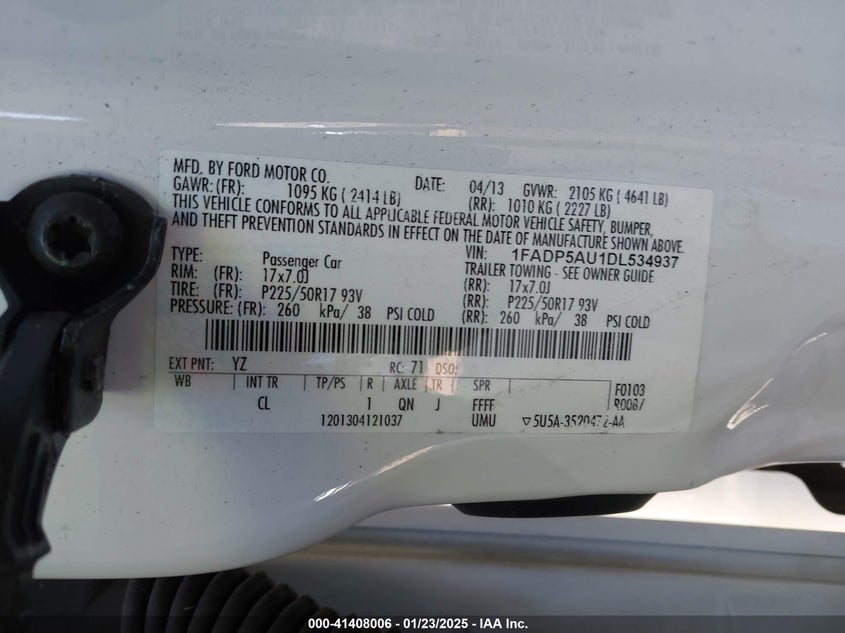 MFD. BY FORD MOTOR CO.
DATE: 04/13 GVWR: 2105 KG ( 4641 LB)
GAWR: (FR): 1095 KG ( 2414 LB) (RR): 1010 KG ( 2227 LB)
THIS VEHICLE CONFORMS TO ALL APPLICABLE FEDERAL MOTOR VEHICLE SAFETY, BUMPER,
AND THEFT PREVENTION STANDARDS IN EFFECT ON THE DATE OF MANUFACTURE SHOWN ABOVE.
VIN: 1FADP5AU1DL534937
TYPE: Passenger Car TRAILER TOWING - SEE OWNER GUIDE
RIM: (FR): 17x7.0J (RR): 17x7.0J
TIRE: (FR): P225/50R17 93V (RR): P225/50R17 93V
PRESSURE: (FR): 260 kPa/ 38 PSI COLD (RR): 260 kPa/ 38 PSI COLD
EXT PNT: YZ RC: 71 DSO:
WB INT TR TP/PS R AXLE TR SPR F0103
CL 1 QN J FFFF
1201304121037 UMU
000-41408006 - 01/23/2025 - IAA Inc.